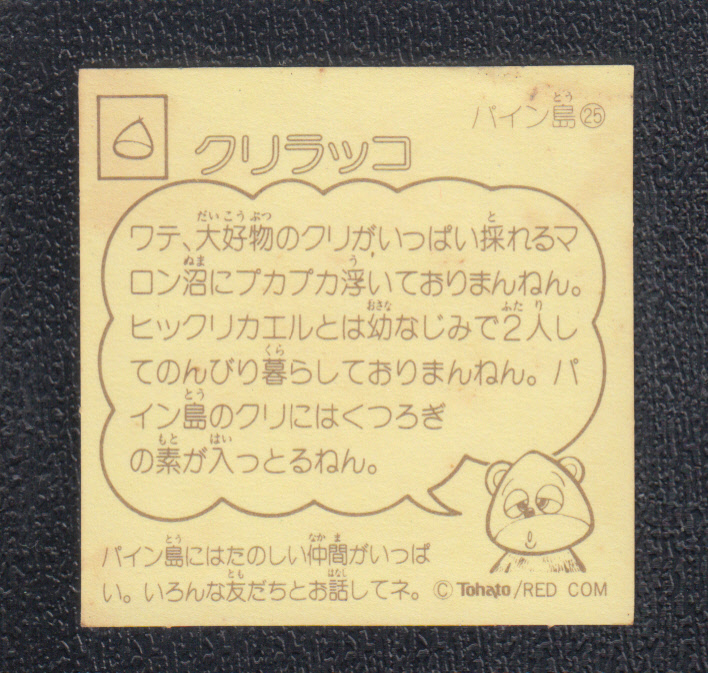 パイン島㉕
クリラッコ
ワテ、大好物のクリがいっぱい採れるマ
ロン沼にプカプカ浮いておりまんねん。
ヒックリカエルとは幼なじみで2人し
てのんびり暮らしておりまんねん。パ
イン島のクリにはくつろぎ
の素が入っとるねん。
パイン島にはたのしい仲間がいっぱ
い。いろんな友だちとお話してネ。© Tohato/RED COM